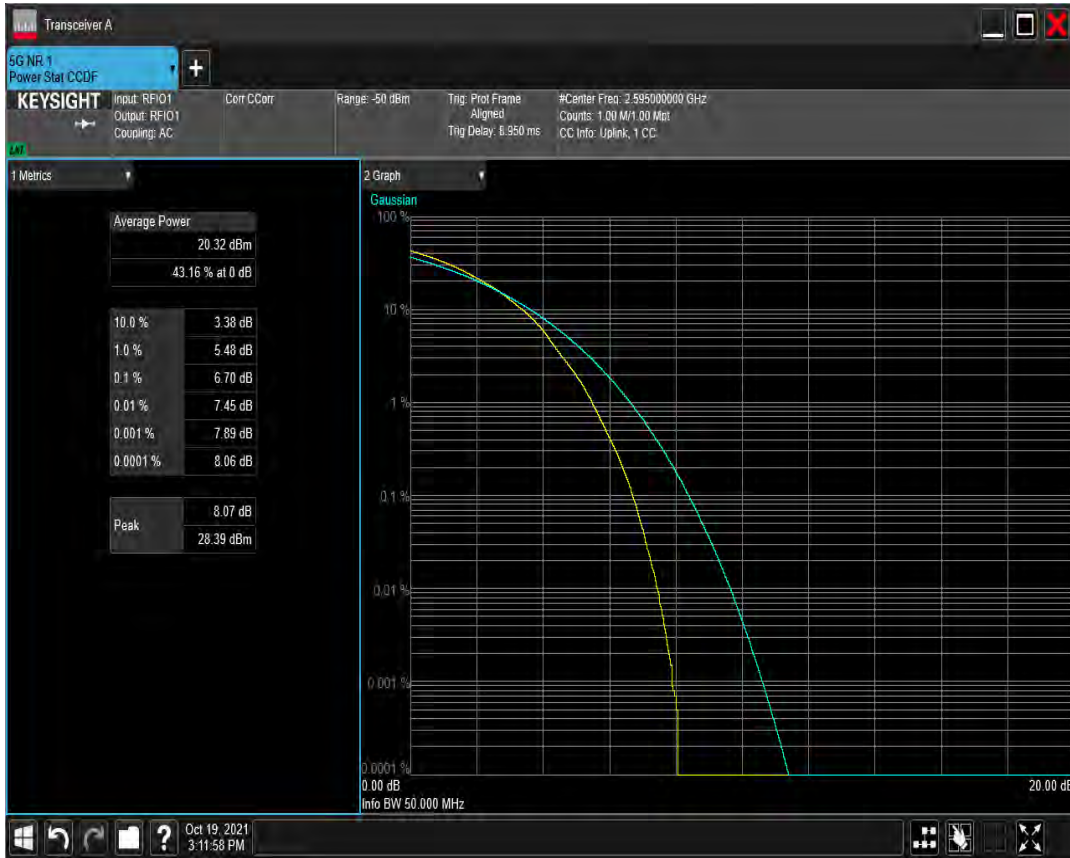 Transceiver A
5G NR 1
Power Stat CCDF
+
KEYSIGHT
Input: RFIO1
Output: RFIO1
Coupling: AC
Corr CCorr
Range: -50 dBm
Trig: Prot Frame
Aligned
Trig Delay: 8.950 ms
#Center Freq: 2.595000000 GHz
Counts: 1.00 M/1.00 Mpt
CC Info: Uplink, 1 CC
1 Metrics
Average Power
20.32 dBm
43.16 % at 0 dB
10.0 % 3.38 dB
1.0 % 5.48 dB
0.1 % 6.70 dB
0.01 % 7.45 dB
0.001 % 7.89 dB
0.0001 % 8.06 dB
Peak 8.07 dB
28.39 dBm
2 Graph
Gaussian
100 %
10 %
1 %
0.1 %
0.01 %
0.001 %
0.0001 %
0.00 dB 20.00 dB
Info BW 50.000 MHz
? Oct 19, 2021
3:11:58 PM